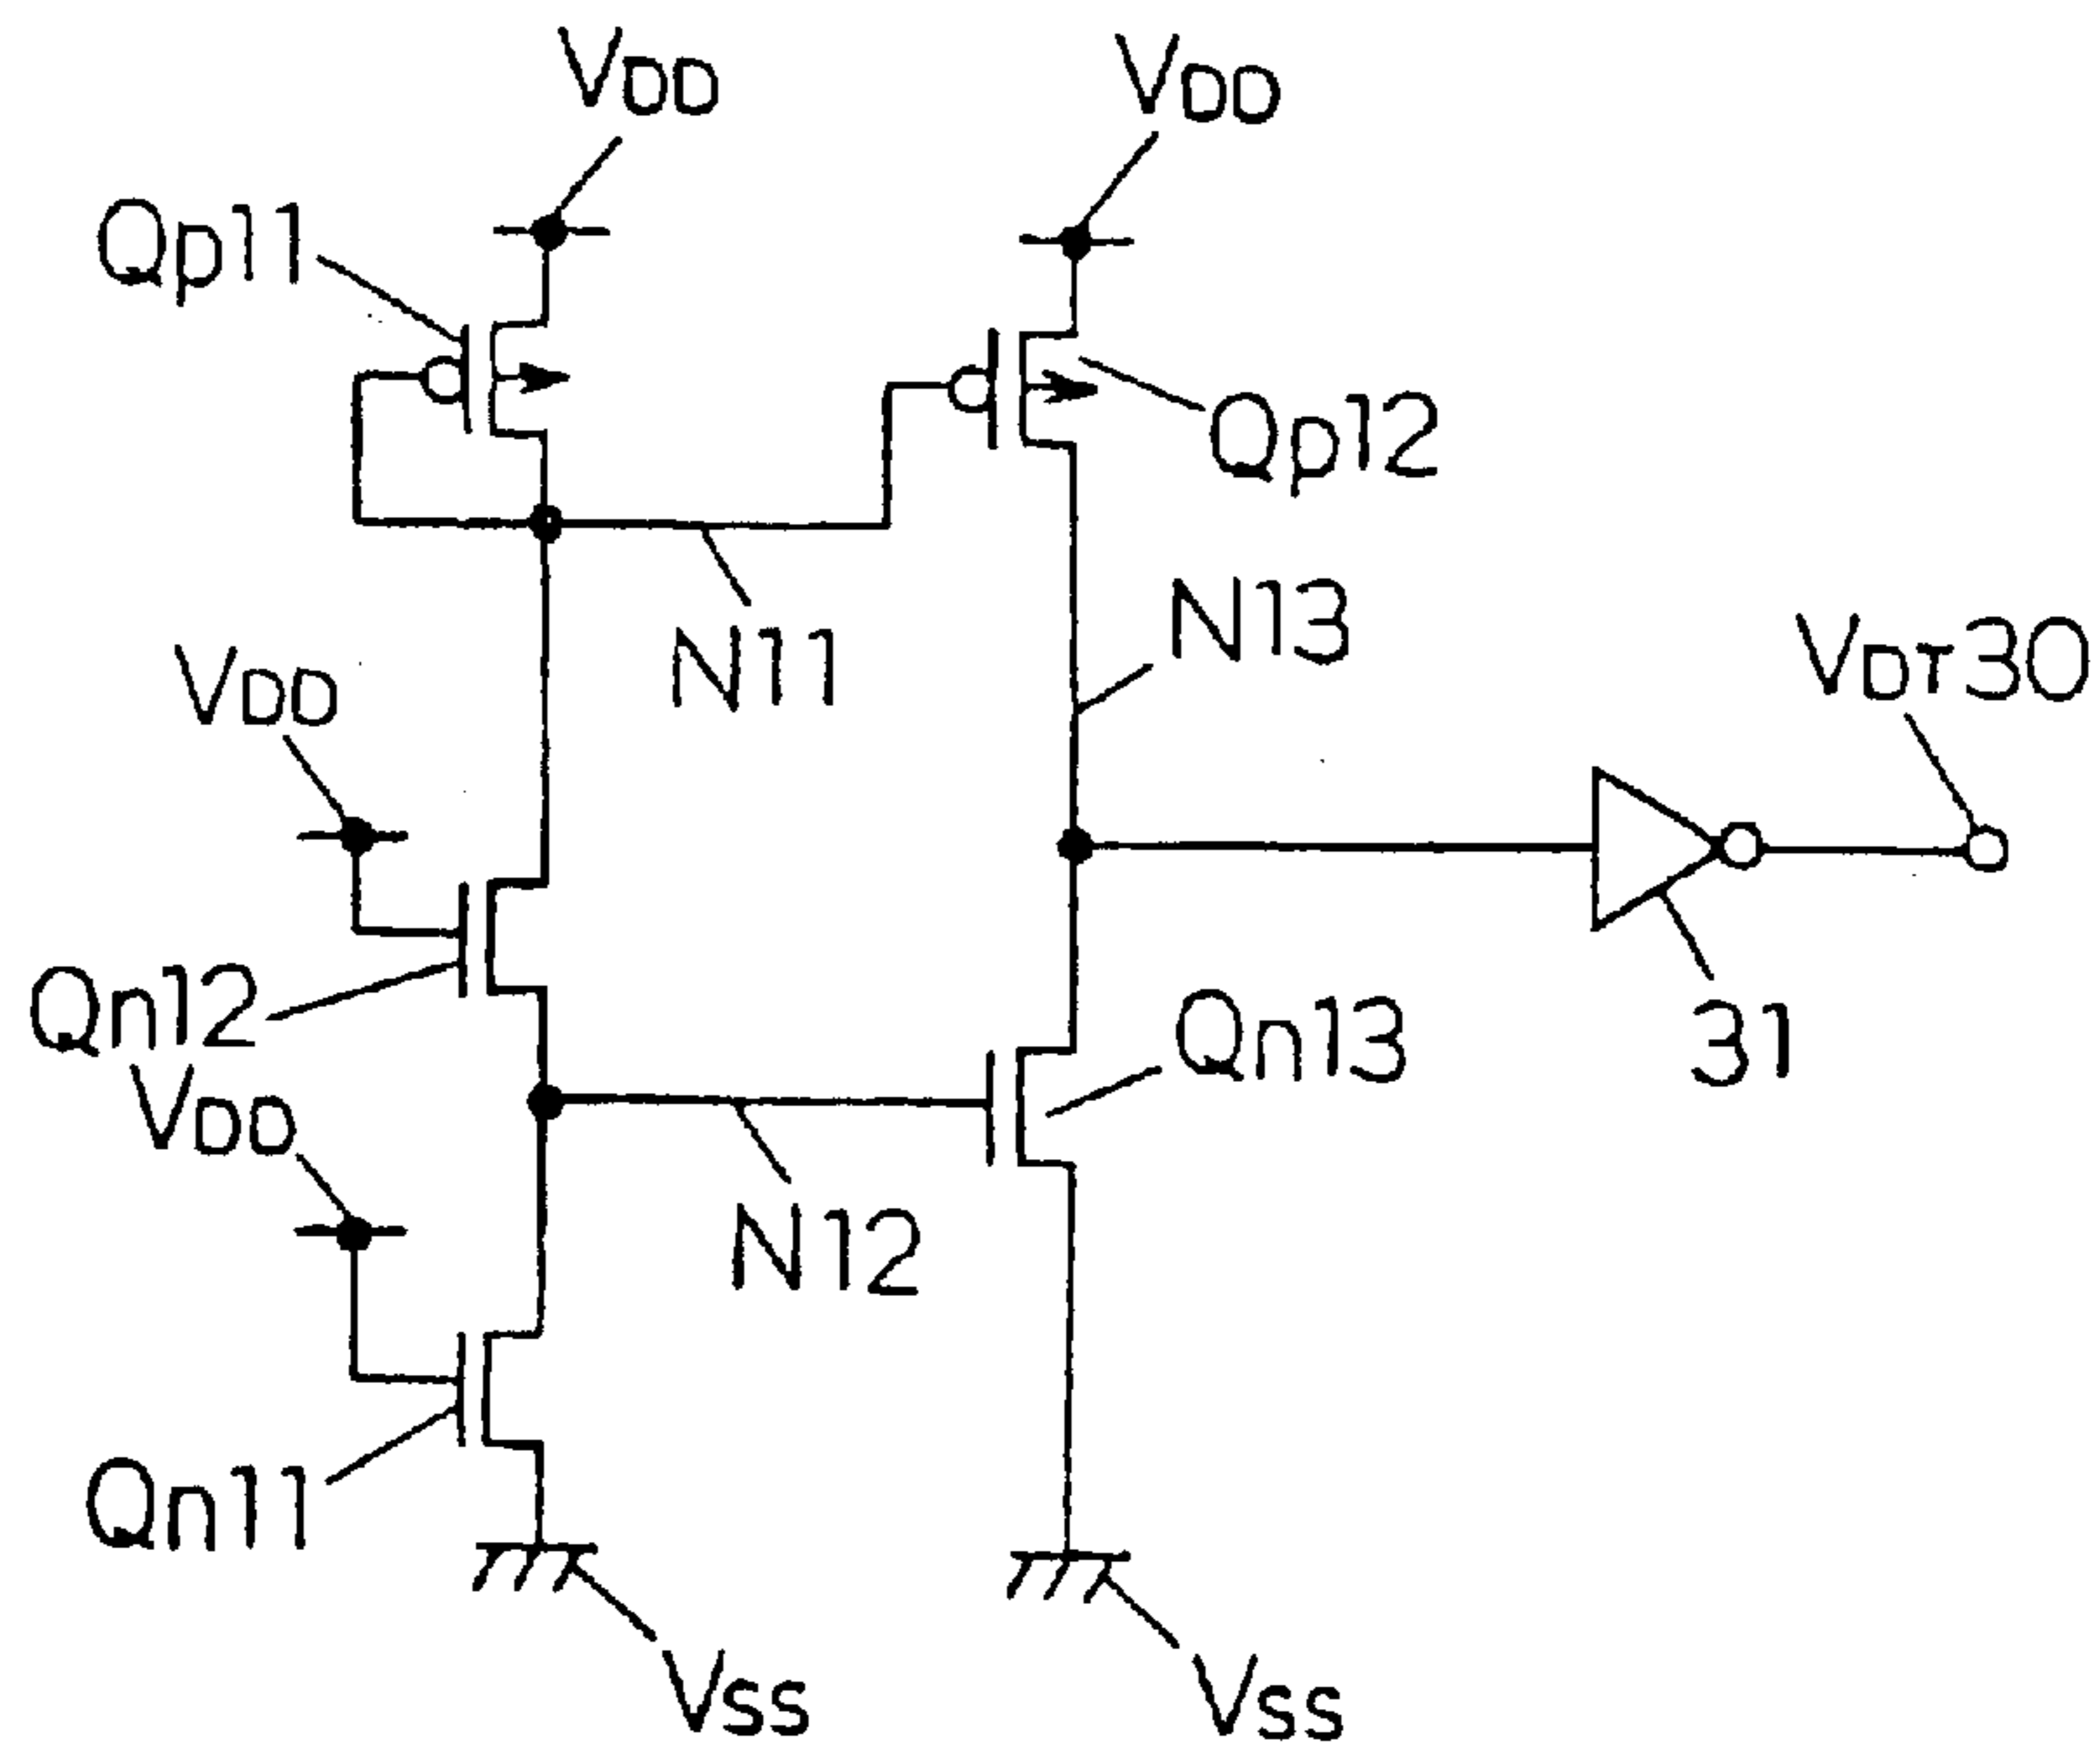 VDD
VDD
Qp11
Qp12
N11
N13
VDD
VDT30
Qn12
Qn13
31
VDD
N12
Qn11
VSS
VSS